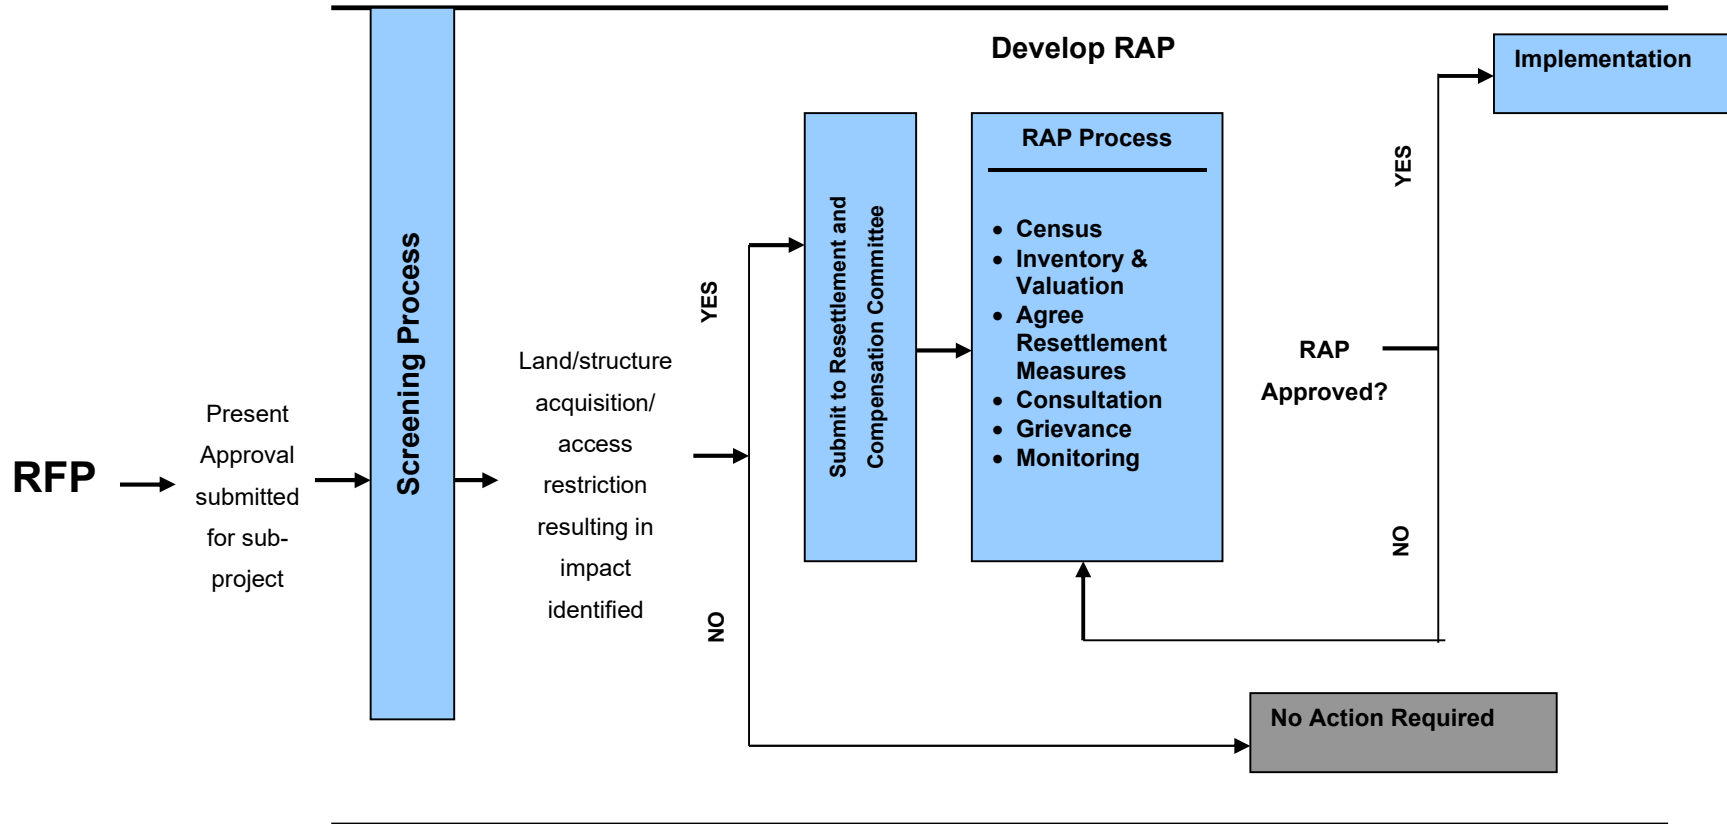 RFP
Present
Approval
submitted
for sub-
project
Screening Process
Land/structure
acquisition/
access
restriction
resulting in
impact
identified
YES
NO
Develop RAP
Submit to Resettlement and
Compensation Committee
RAP Process
• Census
• Inventory &
Valuation
• Agree
Resettlement
Measures
• Consultation
• Grievance
• Monitoring
RAP
Approved?
YES
NO
Implementation
No Action Required